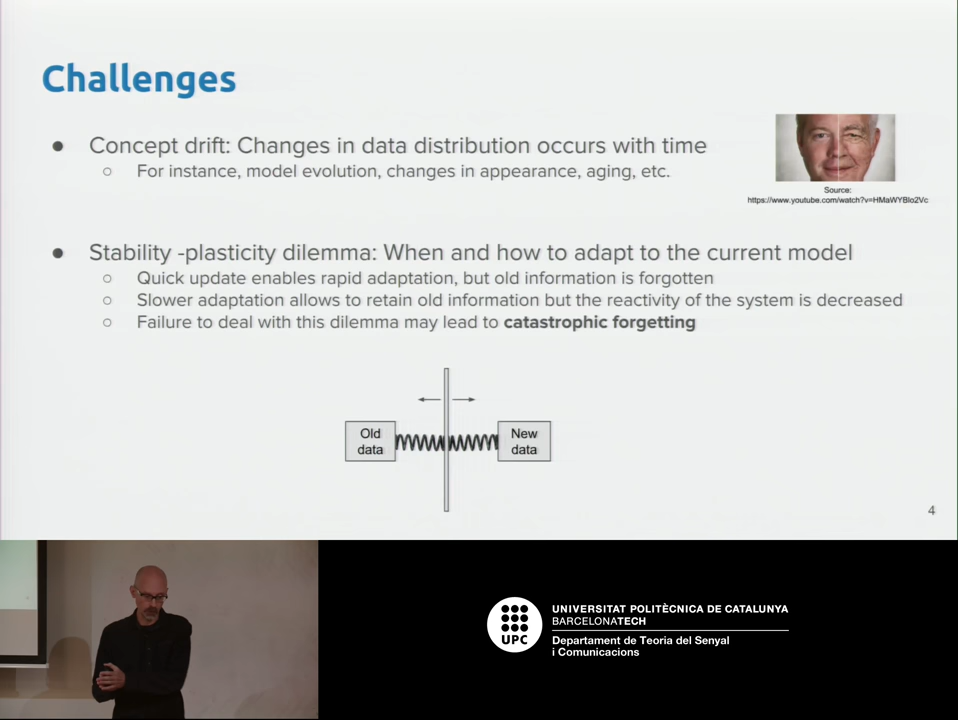 Challenges
● Concept drift: Changes in data distribution occurs with time
○ For instance, model evolution, changes in appearance, aging, etc.
Source:
https://www.youtube.com/watch?v=HMaWYBlo2Vc
● Stability -plasticity dilemma: When and how to adapt to the current model
○ Quick update enables rapid adaptation, but old information is forgotten
○ Slower adaptation allows to retain old information but the reactivity of the system is decreased
○ Failure to deal with this dilemma may lead to catastrophic forgetting
Old
data
New
data
4
UPC
UNIVERSITAT POLITÈCNICA DE CATALUNYA
BARCELONATECH
Departament de Teoria del Senyal
i Comunicacions